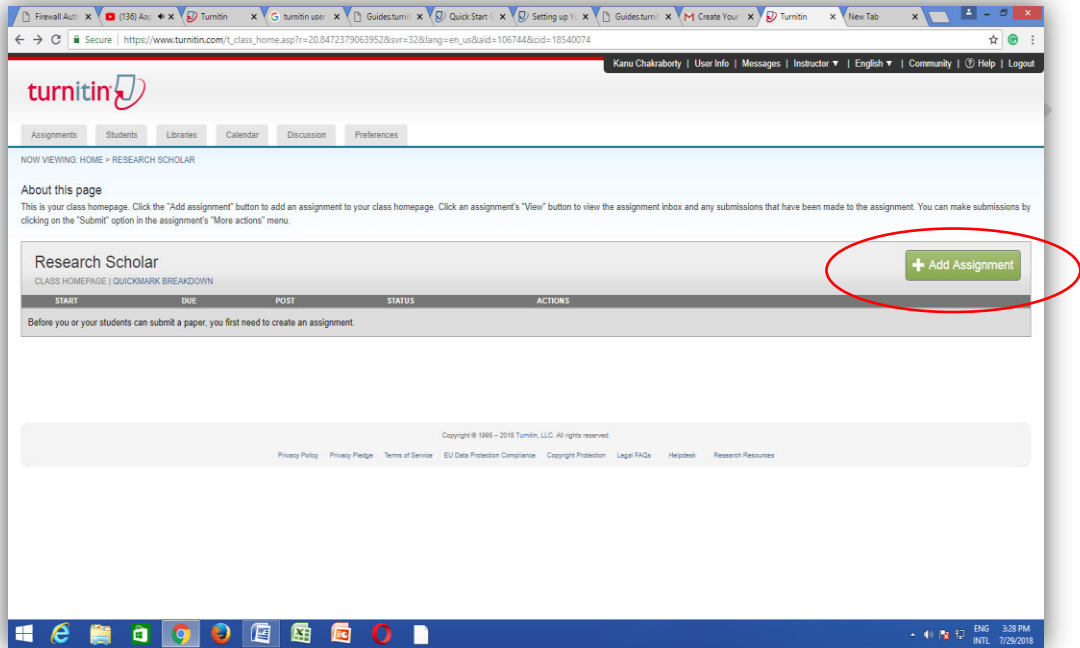 Firewall Auth
(136) Aap
Turnitin
turnitin user
Guides.turnit
Quick Start G
Setting up Yo
Guides.turnit
Create Your
Turnitin
New Tab
Secure | https://www.turnitin.com/t_class_home.asp?r=20.8472379063952&svr=32&lang=en_us&aid=106744&cid=18540074
Kanu Chakraborty | User Info | Messages | Instructor ▼ | English ▼ | Community | ? Help | Logout
turnitin
Assignments Students Libraries Calendar Discussion Preferences
NOW VIEWING: HOME > RESEARCH SCHOLAR
About this page
This is your class homepage. Click the "Add assignment" button to add an assignment to your class homepage. Click an assignment's "View" button to view the assignment inbox and any submissions that have been made to the assignment. You can make submissions by
clicking on the "Submit" option in the assignment's "More actions" menu.
Research Scholar
+ Add Assignment
CLASS HOMEPAGE | QUICKMARK BREAKDOWN
START DUE POST STATUS ACTIONS
Before you or your students can submit a paper, you first need to create an assignment.
Copyright © 1998 – 2018 Turnitin, LLC. All rights reserved.
Privacy Policy Privacy Pledge Terms of Service EU Data Protection Compliance Copyright Protection Legal FAQs Helpdesk Research Resources
ENG 3:28 PM
INTL 7/29/2018